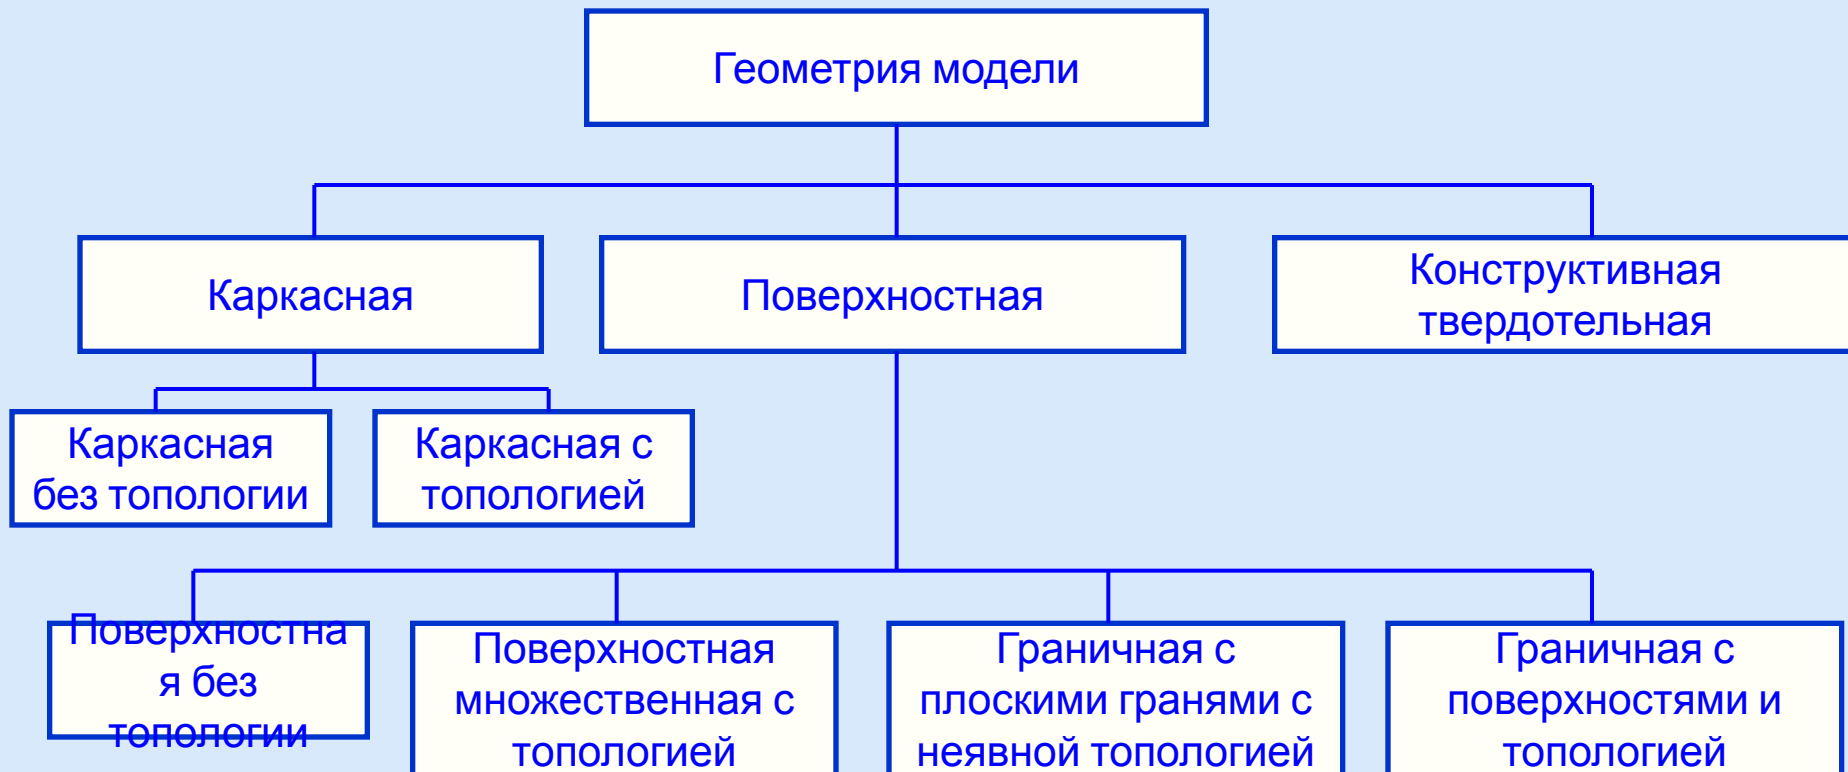 Геометрия модели
Каркасная
Поверхностная
Конструктивная
твердотельная
Каркасная
без топологии
Каркасная с
топологией
Поверхностна
я без
топологии
Поверхностная
множественная с
топологией
Граничная с
плоскими гранями с
неявной топологией
Граничная с
поверхностями и
топологией